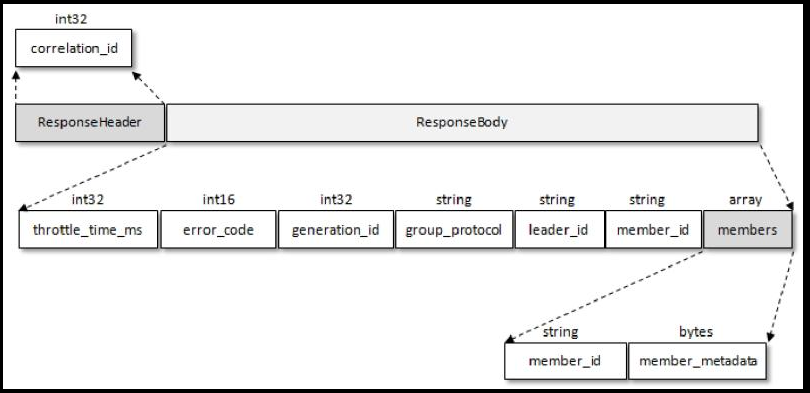 int32
correlation_id
ResponseHeader ResponseBody
int32 int16 int32 string string string array
throttle_time_ms error_code generation_id group_protocol leader_id member_id members
string bytes
member_id member_metadata